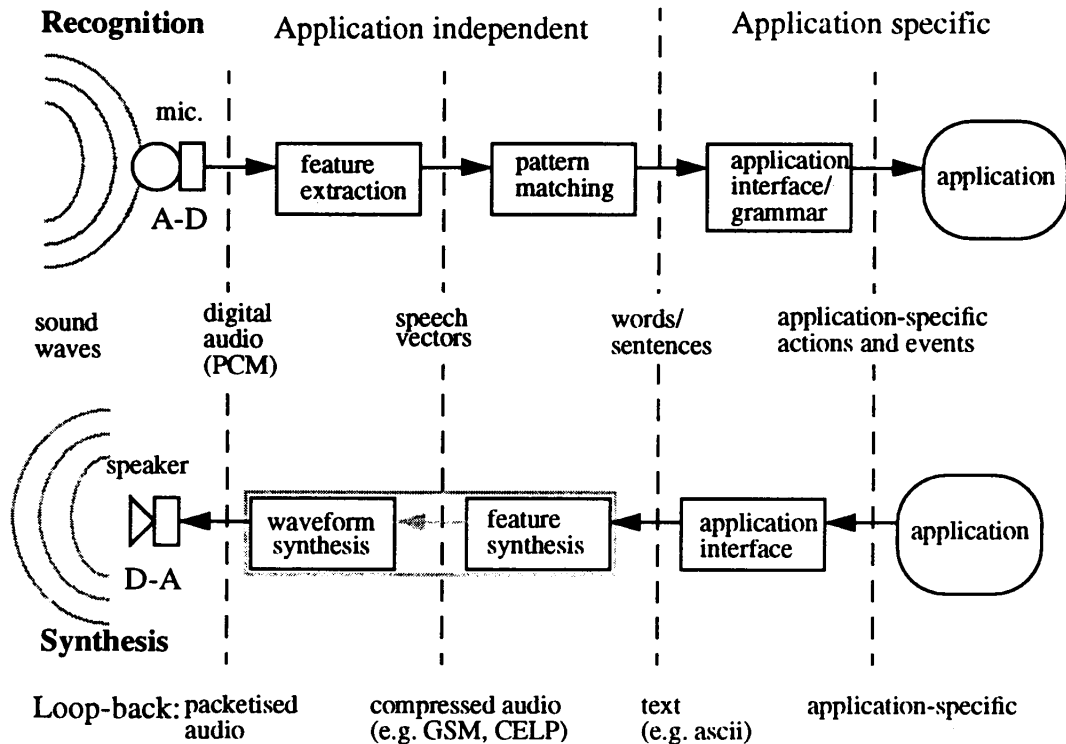 Recognition
Application independent
Application specific
mic.
A-D
feature
extraction
pattern
matching
application
interface/
grammar
application
sound
waves
digital
audio
(PCM)
speech
vectors
words/
sentences
application-specific
actions and events
speaker
D-A
waveform
synthesis
feature
synthesis
application
interface
application
Synthesis
Loop-back:
packetised
audio
compressed audio
(e.g. GSM, CELP)
text
(e.g. ascii)
application-specific